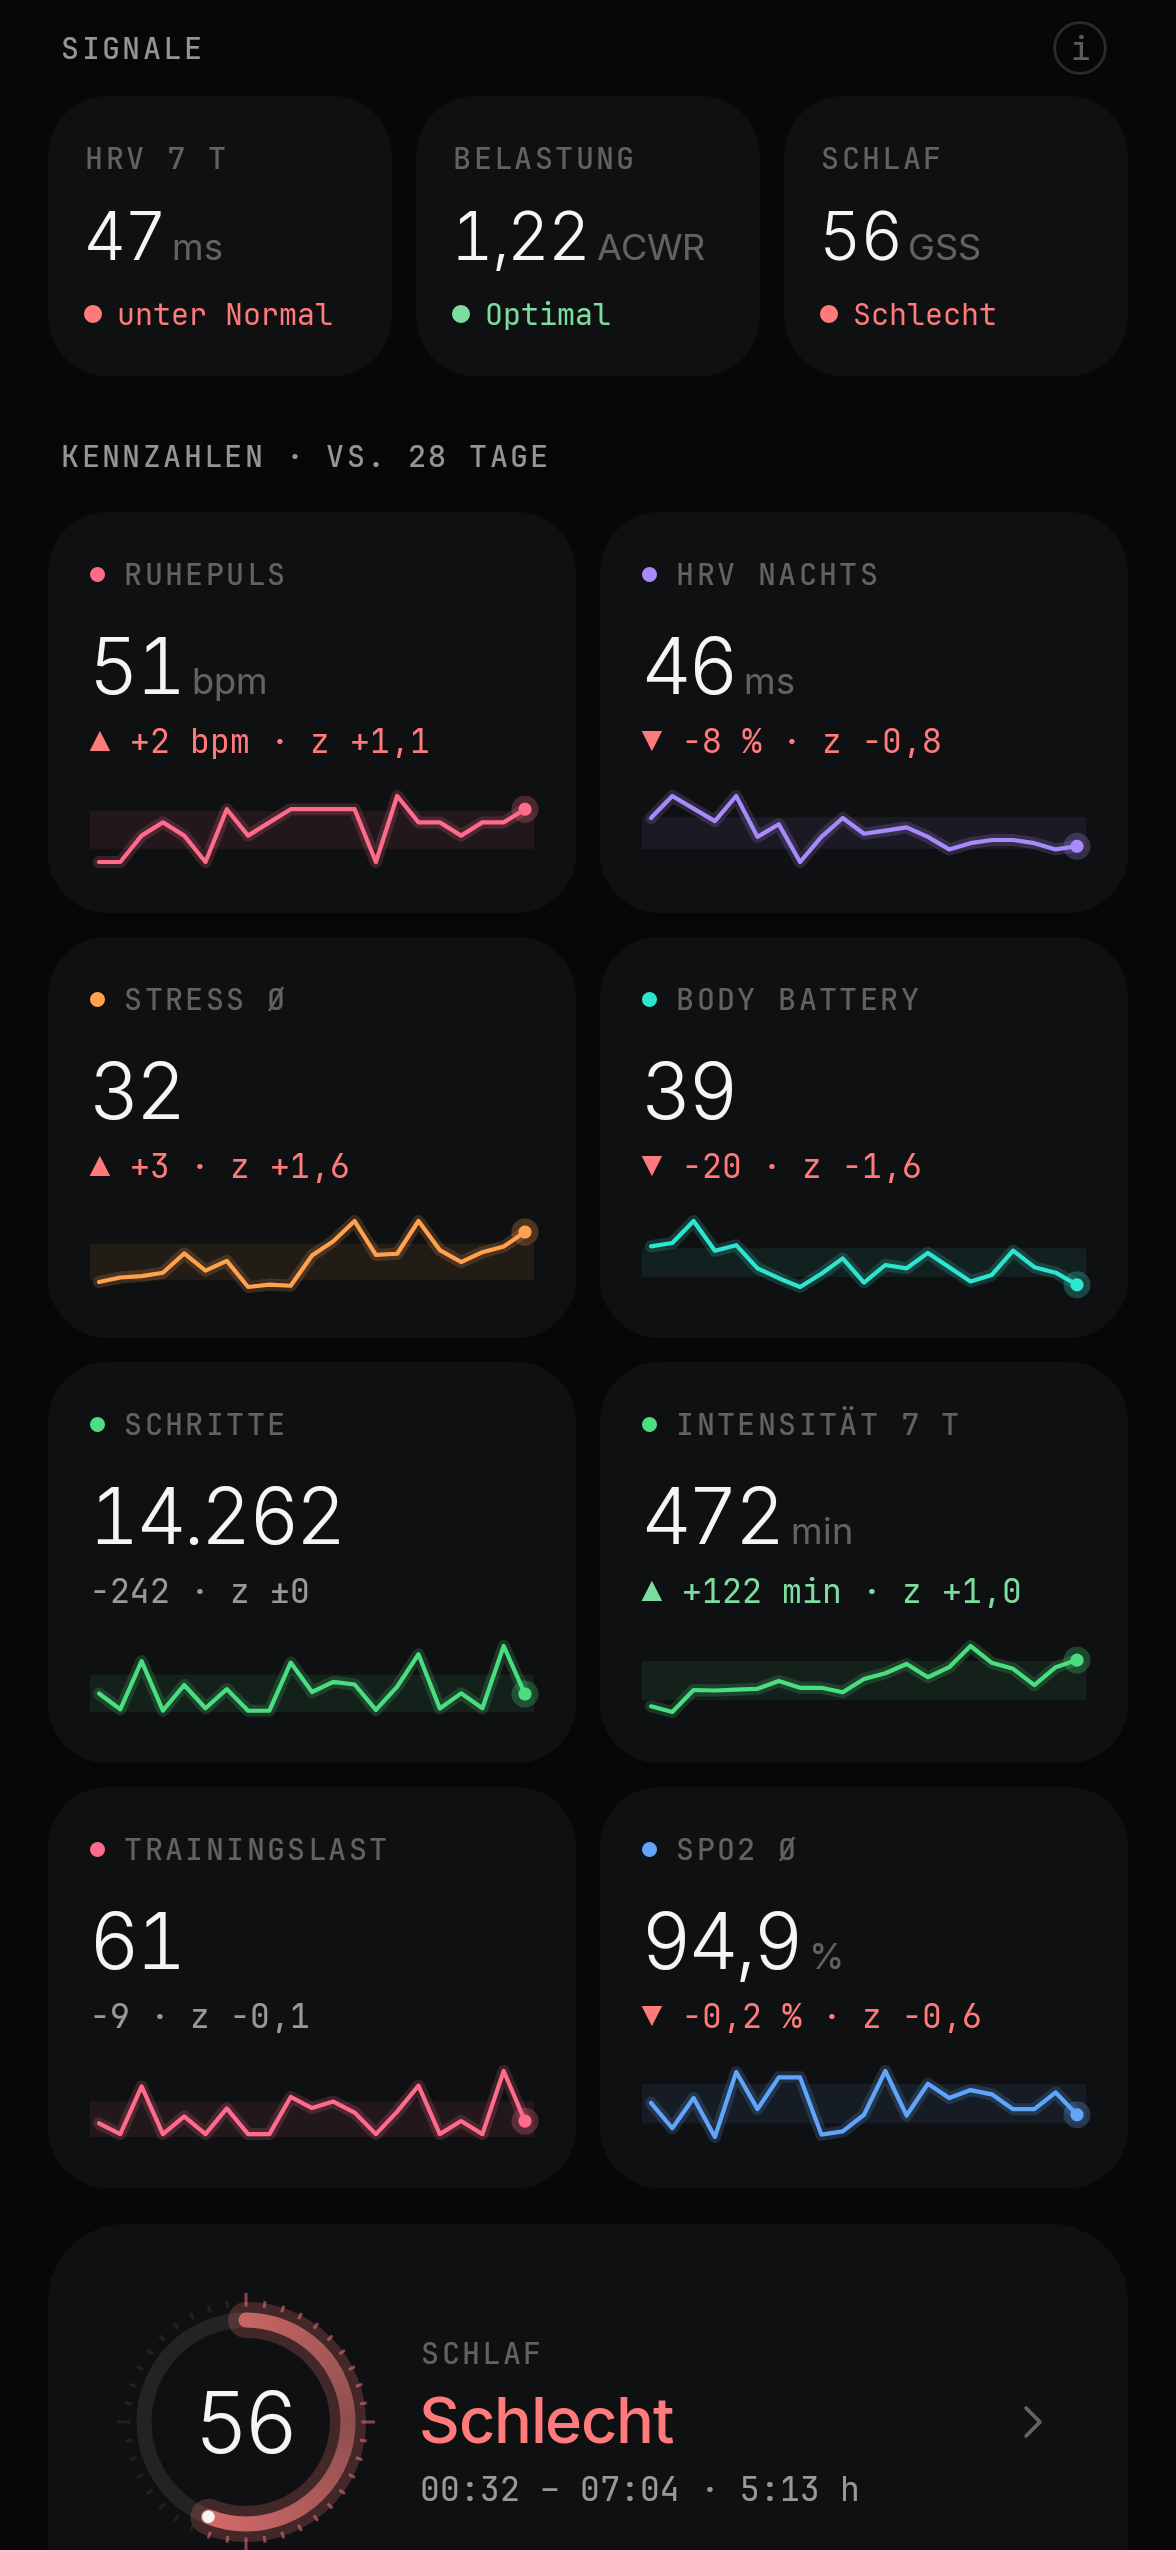 SIGNALE
i
HRV 7 T
47 ms
unter Normal
BELASTUNG
1,22 ACWR
Optimal
SCHLAF
56 GSS
Schlecht
KENNZAHLEN · VS. 28 TAGE
RUHEPULS
51 bpm
▲ +2 bpm · z +1,1
HRV NACHTS
46 ms
▼ -8 % · z -0,8
STRESS Ø
32
▲ +3 · z +1,6
BODY BATTERY
39
▼ -20 · z -1,6
SCHRITTE
14.262
-242 · z ±0
INTENSITÄT 7 T
472 min
▲ +122 min · z +1,0
TRAININGSLAST
61
-9 · z -0,1
SPO2 Ø
94,9 %
▼ -0,2 % · z -0,6
56
SCHLAF
Schlecht
00:32 – 07:04 · 5:13 h